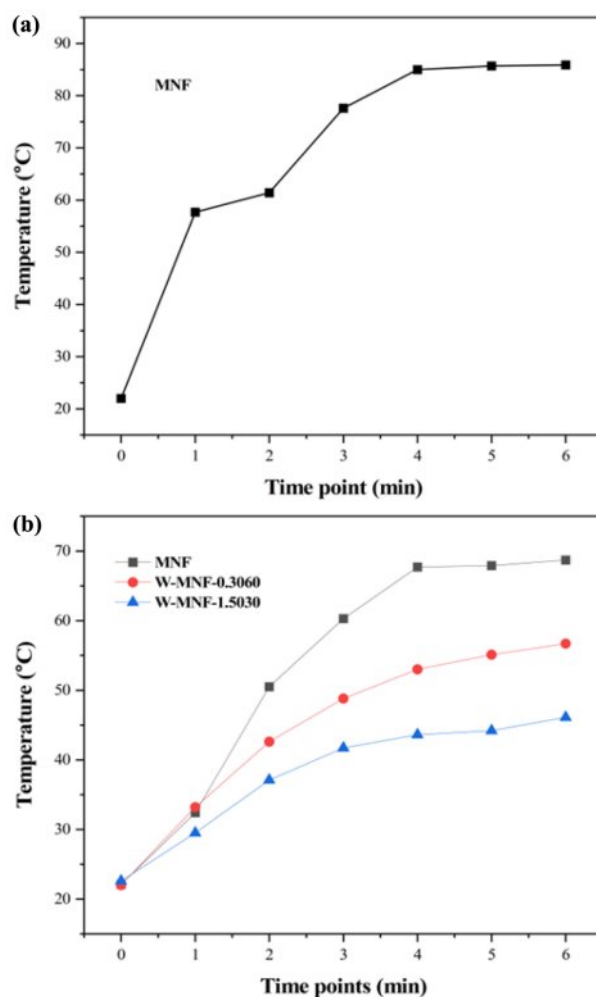 (a)
MNF
Temperature (°C)
90
80
70
60
50
40
30
20
0 1 2 3 4 5 6
Time point (min)
(b)
MNF
W-MNF-0.3060
W-MNF-1.5030
Temperature (°C)
70
60
50
40
30
20
0 1 2 3 4 5 6
Time points (min)